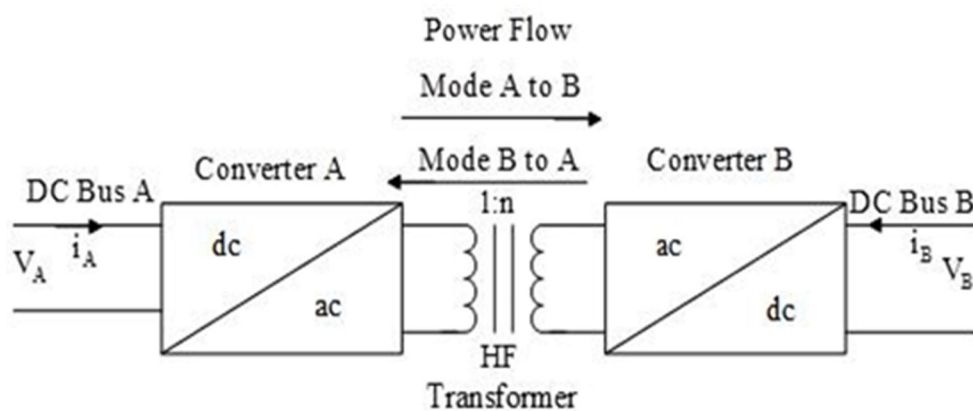 Power Flow
Mode A to B
Converter A
Mode B to A
Converter B
DC Bus A
1:n
DC Bus B
i_A
V_A
dc
ac
ac
dc
i_B
V_B
HF
Transformer